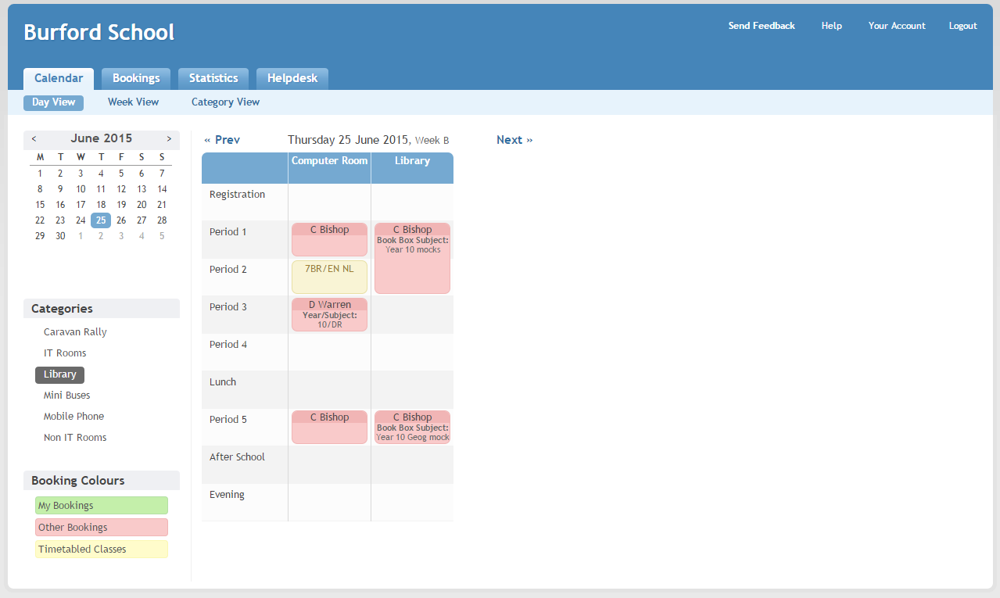 Burford School
Send Feedback Help Your Account Logout
Calendar Bookings Statistics Helpdesk
Day View Week View Category View
< June 2015 >
M T W T F S S
1 2 3 4 5 6 7
8 9 10 11 12 13 14
15 16 17 18 19 20 21
22 23 24 25 26 27 28
29 30 1 2 3 4 5
Categories
Caravan Rally
IT Rooms
Library
Mini Buses
Mobile Phone
Non IT Rooms
Booking Colours
My Bookings
Other Bookings
Timetabled Classes
« Prev Thursday 25 June 2015, Week B Next »
Computer Room Library
Registration
Period 1 C Bishop C Bishop
Book Box Subject:
Year 10 mocks
Period 2 7BR/EN NL
Period 3 D Warren
Year/Subject:
10/DR
Period 4
Lunch
Period 5 C Bishop C Bishop
Book Box Subject:
Year 10 Geog mock
After School
Evening